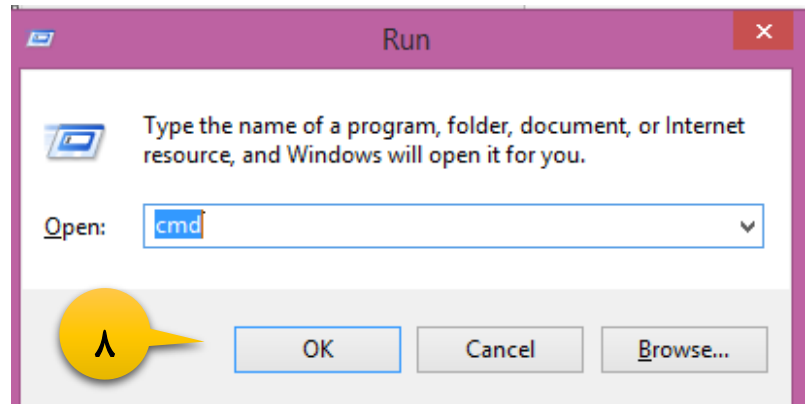 Run
Type the name of a program, folder, document, or Internet
resource, and Windows will open it for you.
Open: cmd
۸ OK Cancel Browse...